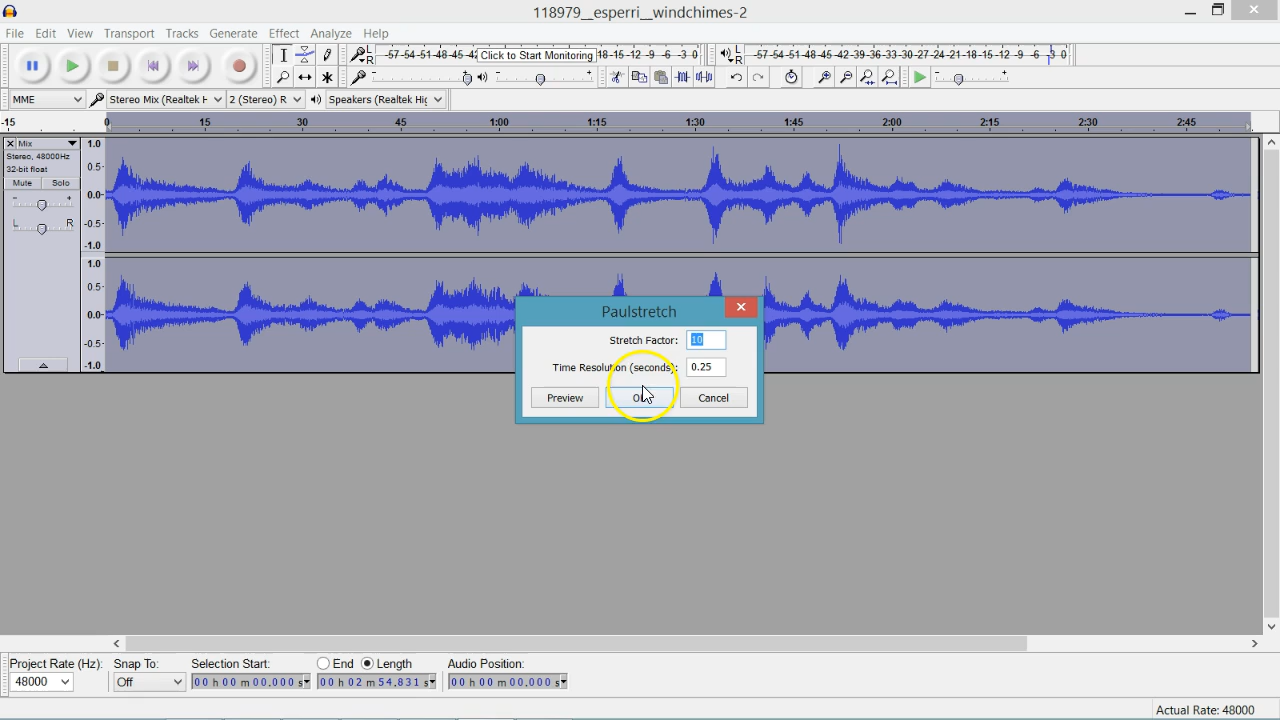 118979__esperri__windchimes-2
File Edit View Transport Tracks Generate Effect Analyze Help
L R -57 -54 -51 -48 -45 -42 Click to Start Monitoring 18 -15 -12 -9 -6 -3 0 L R -57 -54 -51 -48 -45 -42 -39 -36 -33 -30 -27 -24 -21 -18 -15 -12 -9 -6 -3 0
MME Stereo Mix (Realtek H 2 (Stereo) R Speakers (Realtek Hig
-15 0 15 30 45 1:00 1:15 1:30 1:45 2:00 2:15 2:30 2:45
Mix 1.0
Stereo, 48000Hz
32-bit float 0.5
Mute Solo
- + 0.0
L R -0.5
-1.0
1.0
0.5
0.0
-0.5
-1.0
Paulstretch
Stretch Factor: 10
Time Resolution (seconds): 0.25
Preview OK Cancel
Project Rate (Hz): Snap To: Selection Start: End Length Audio Position:
48000 Off 00 h 00 m 00.000 s 00 h 02 m 54.831 s 00 h 00 m 00.000 s
Actual Rate: 48000